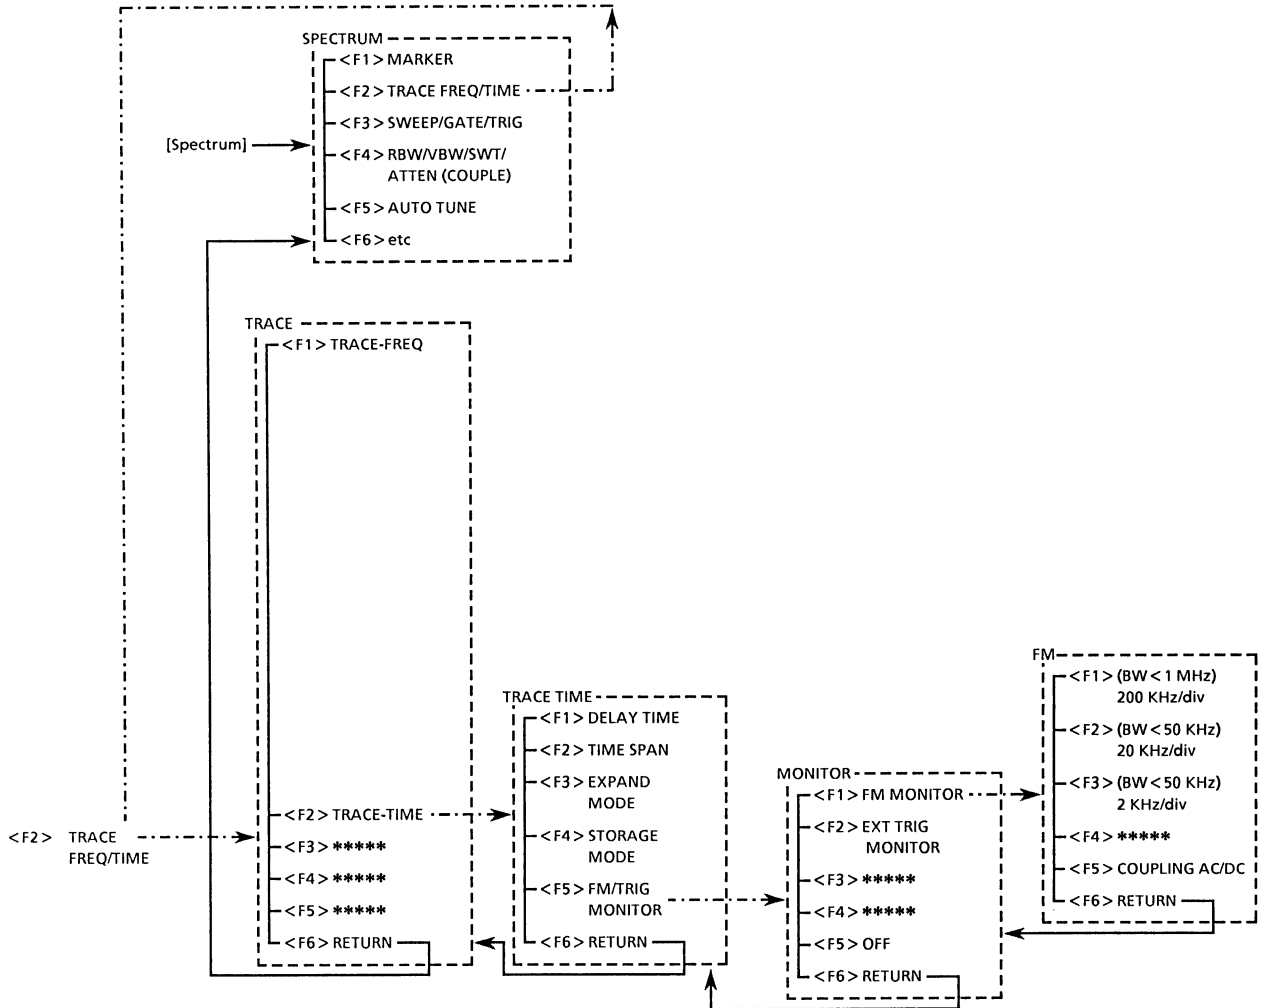 SPECTRUM
<F1> MARKER
<F2> TRACE FREQ/TIME
<F3> SWEEP/GATE/TRIG
[Spectrum]
<F4> RBW/VBW/SWT/
ATTEN (COUPLE)
<F5> AUTO TUNE
<F6> etc
<F2> TRACE
FREQ/TIME
TRACE
<F1> TRACE-FREQ
<F2> TRACE-TIME
<F3> *****
<F4> *****
<F5> *****
<F6> RETURN
TRACE TIME
<F1> DELAY TIME
<F2> TIME SPAN
<F3> EXPAND
MODE
<F4> STORAGE
MODE
<F5> FM/TRIG
MONITOR
<F6> RETURN
MONITOR
<F1> FM MONITOR
<F2> EXT TRIG
MONITOR
<F3> *****
<F4> *****
<F5> OFF
<F6> RETURN
FM
<F1> (BW < 1 MHz)
200 KHz/div
<F2> (BW < 50 KHz)
20 KHz/div
<F3> (BW < 50 KHz)
2 KHz/div
<F4> *****
<F5> COUPLING AC/DC
<F6> RETURN